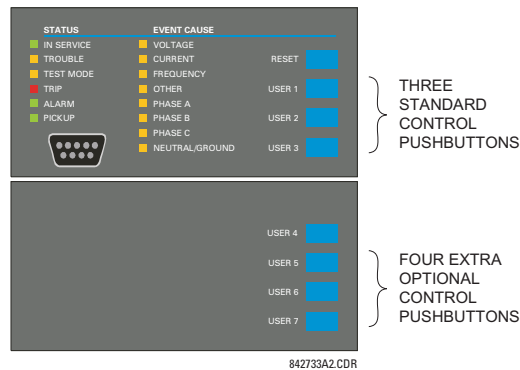 STATUS
IN SERVICE
TROUBLE
TEST MODE
TRIP
ALARM
PICKUP
EVENT CAUSE
VOLTAGE
CURRENT
FREQUENCY
OTHER
PHASE A
PHASE B
PHASE C
NEUTRAL/GROUND
RESET
USER 1
USER 2
USER 3
THREE
STANDARD
CONTROL
PUSHBUTTONS
USER 4
USER 5
USER 6
USER 7
FOUR EXTRA
OPTIONAL
CONTROL
PUSHBUTTONS
842733A2.CDR